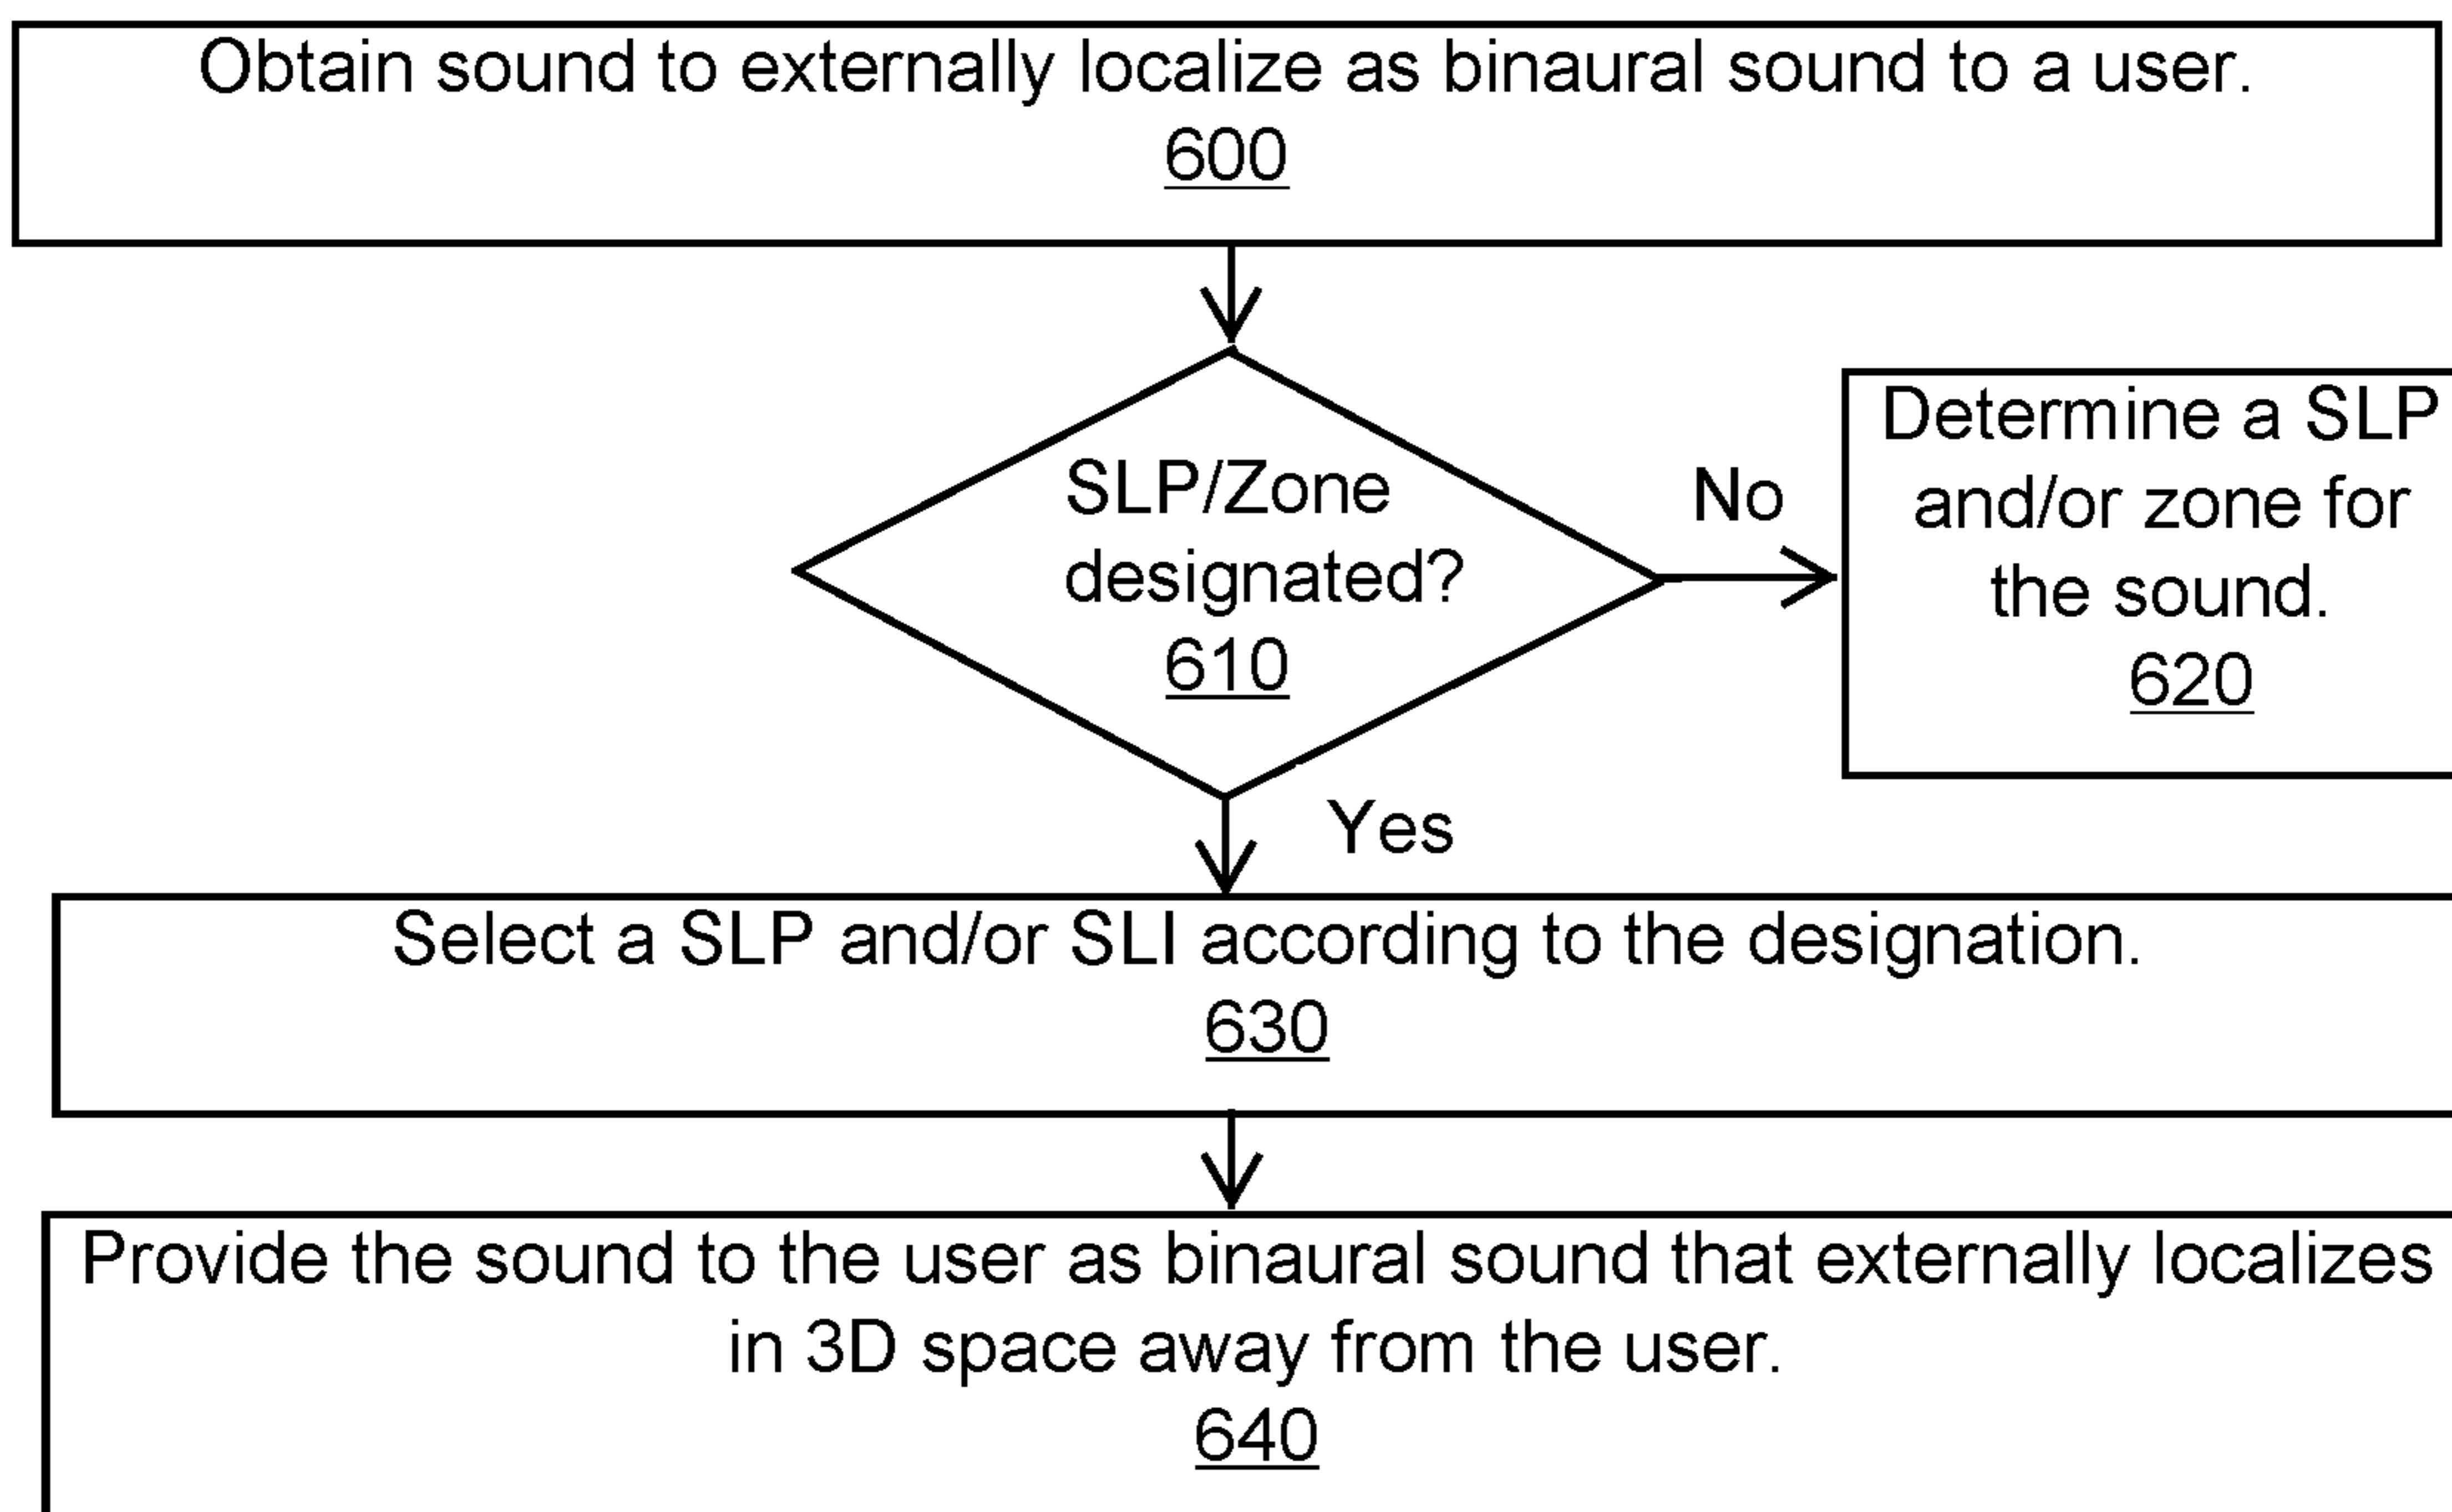 Obtain sound to externally localize as binaural sound to a user.
600
SLP/Zone
designated?
610
No
Determine a SLP
and/or zone for
the sound.
620
Yes
Select a SLP and/or SLI according to the designation.
630
Provide the sound to the user as binaural sound that externally localizes
in 3D space away from the user.
640